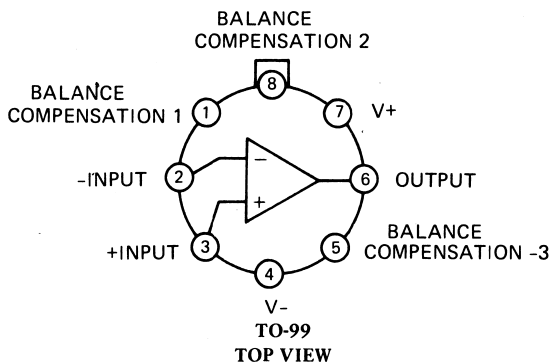 BALANCE
COMPENSATION 2
8
BALANCE
COMPENSATION 1
1
7
V+
-INPUT
2
−
6
OUTPUT
+
+INPUT
3
5
BALANCE
COMPENSATION -3
4
V-
TO-99
TOP VIEW